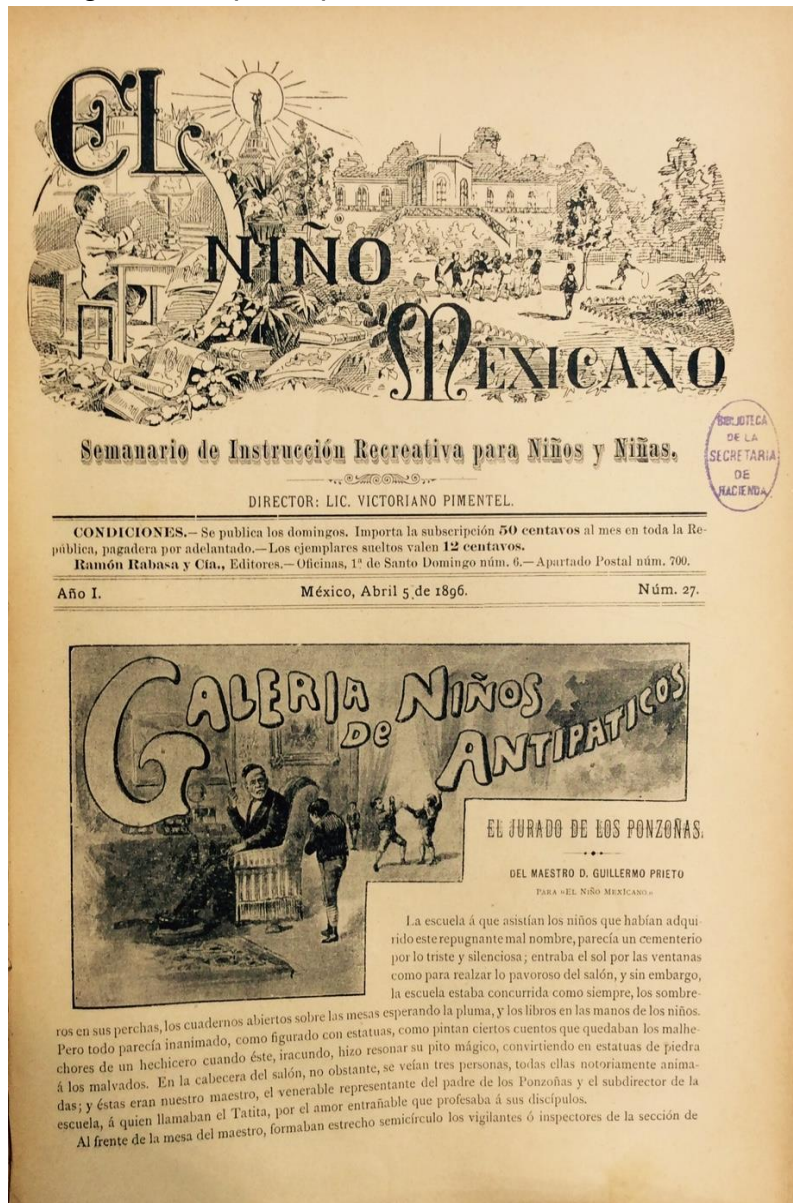 EL
NIÑO
MEXICANO
Semanario de Instrucción Recreativa para Niños y Niñas.
DIRECTOR: LIC. VICTORIANO PIMENTEL.
BIBLIOTECA
DE LA
SECRETARIA
DE
HACIENDA
CONDICIONES.—Se publica los domingos. Importa la subscripción 50 centavos al mes en toda la Re-
pública, pagadera por adelantado.—Los ejemplares sueltos valen 12 centavos.
Ramón Rabasa y Cía., Editores.—Oficinas, 1ª de Santo Domingo núm. 6.—Apartado Postal núm. 700.
Año I.
México, Abril 5 de 1896.
Núm. 27.
GALERIA DE NIÑOS
ANTIPATICOS
EL JURADO DE LOS PONZOÑAS.
DEL MAESTRO D. GUILLERMO PRIETO
PARA «EL NIÑO MEXICANO.»
La escuela á que asistían los niños que habían adqui-
rido este repugnante mal nombre, parecía un cementerio
por lo triste y silenciosa; entraba el sol por las ventanas
como para realzar lo pavoroso del salón, y sin embargo,
la escuela estaba concurrida como siempre, los sombre-
ros en sus perchas, los cuadernos abiertos sobre las mesas esperando la pluma, y los libros en las manos de los niños.
Pero todo parecía inanimado, como figurado con estatuas, como pintan ciertos cuentos que quedaban los malhe-
chores de un hechicero cuando éste, iracundo, hizo resonar su pito mágico, convirtiendo en estatuas de piedra
á los malvados. En la cabecera del salón, no obstante, se veían tres personas, todas ellas notoriamente anima-
das; y éstas eran nuestro maestro, el venerable representante del padre de los Ponzoñas y el subdirector de la
escuela, á quien llamaban el Tatita, por el amor entrañable que profesaba á sus discípulos.
Al frente de la mesa del maestro, formaban estrecho semicírculo los vigilantes ó inspectores de la sección de